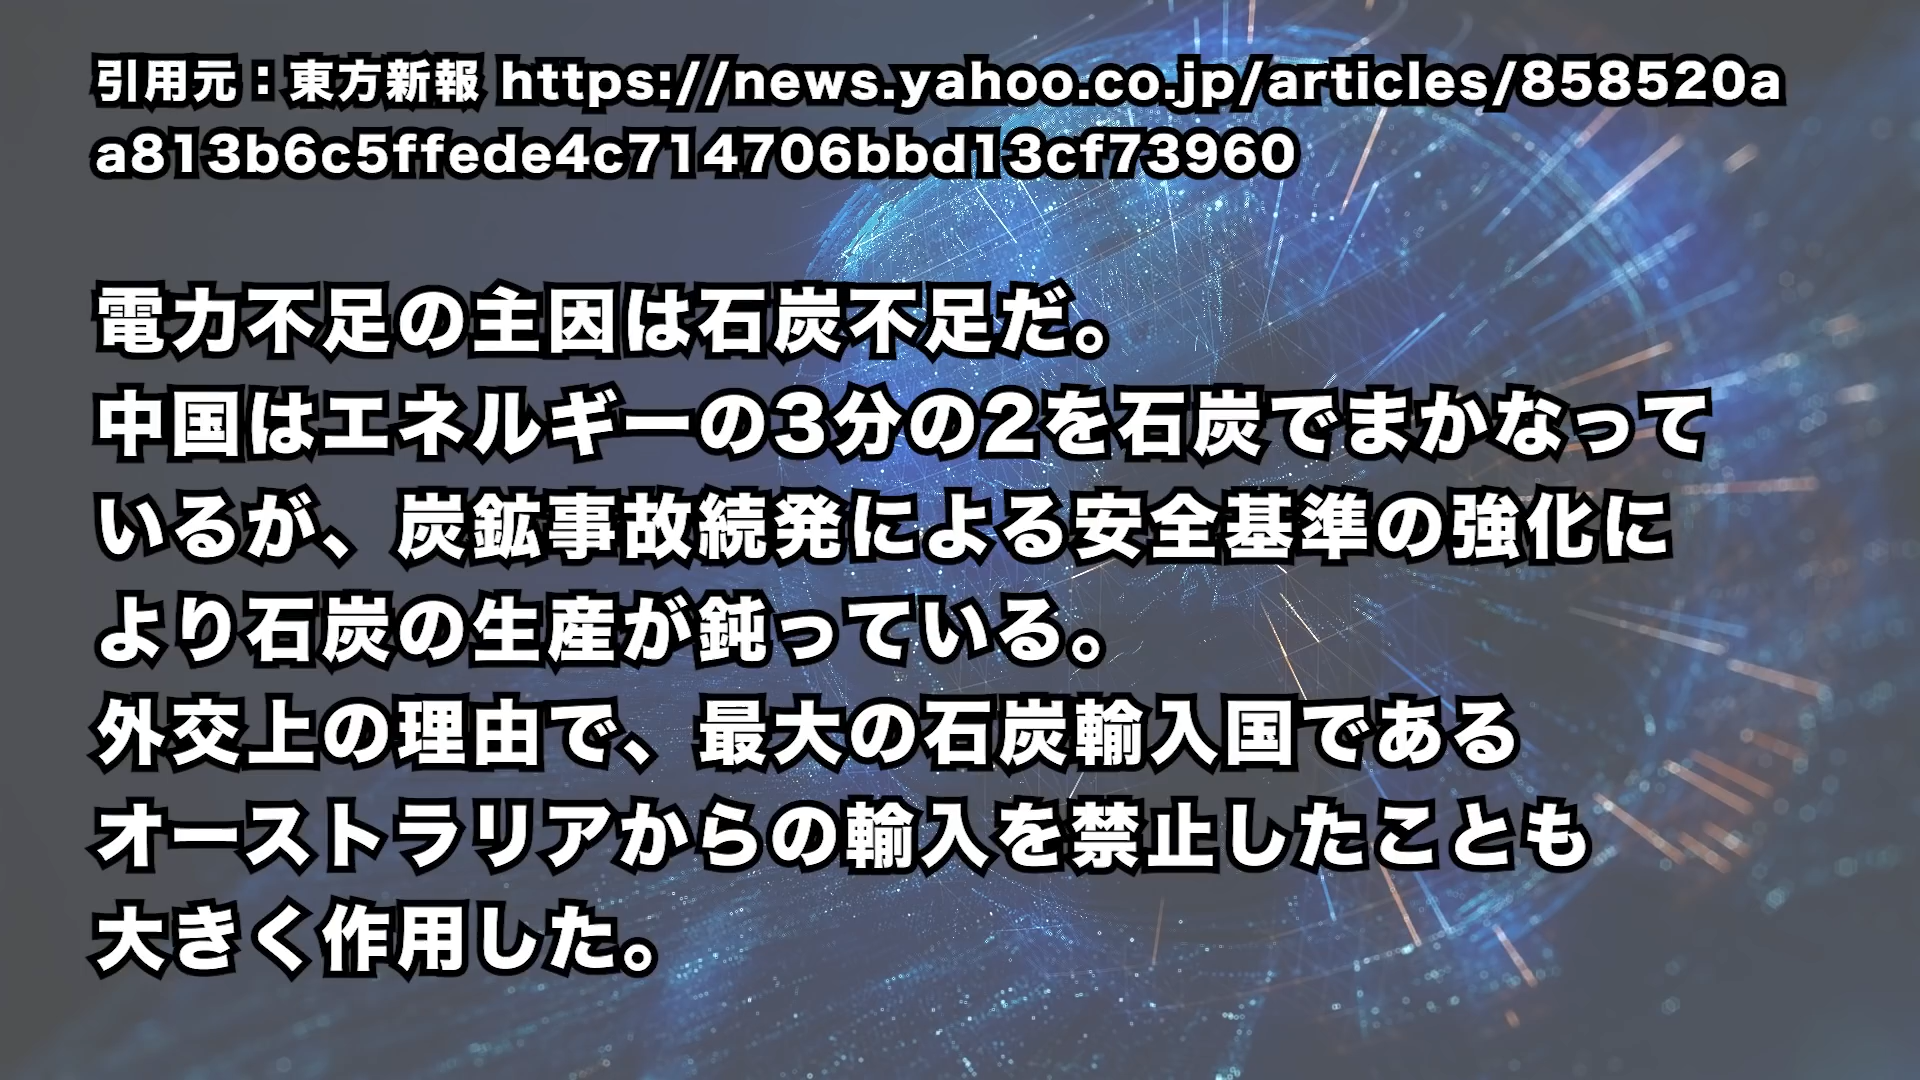 引用元：東方新報 https://news.yahoo.co.jp/articles/858520a
a813b6c5ffede4c714706bbd13cf73960
電力不足の主因は石炭不足だ。
中国はエネルギーの3分の2を石炭でまかなって
いるが、炭鉱事故続発による安全基準の強化に
より石炭の生産が鈍っている。
外交上の理由で、最大の石炭輸入国である
オーストラリアからの輸入を禁止したことも
大きく作用した。